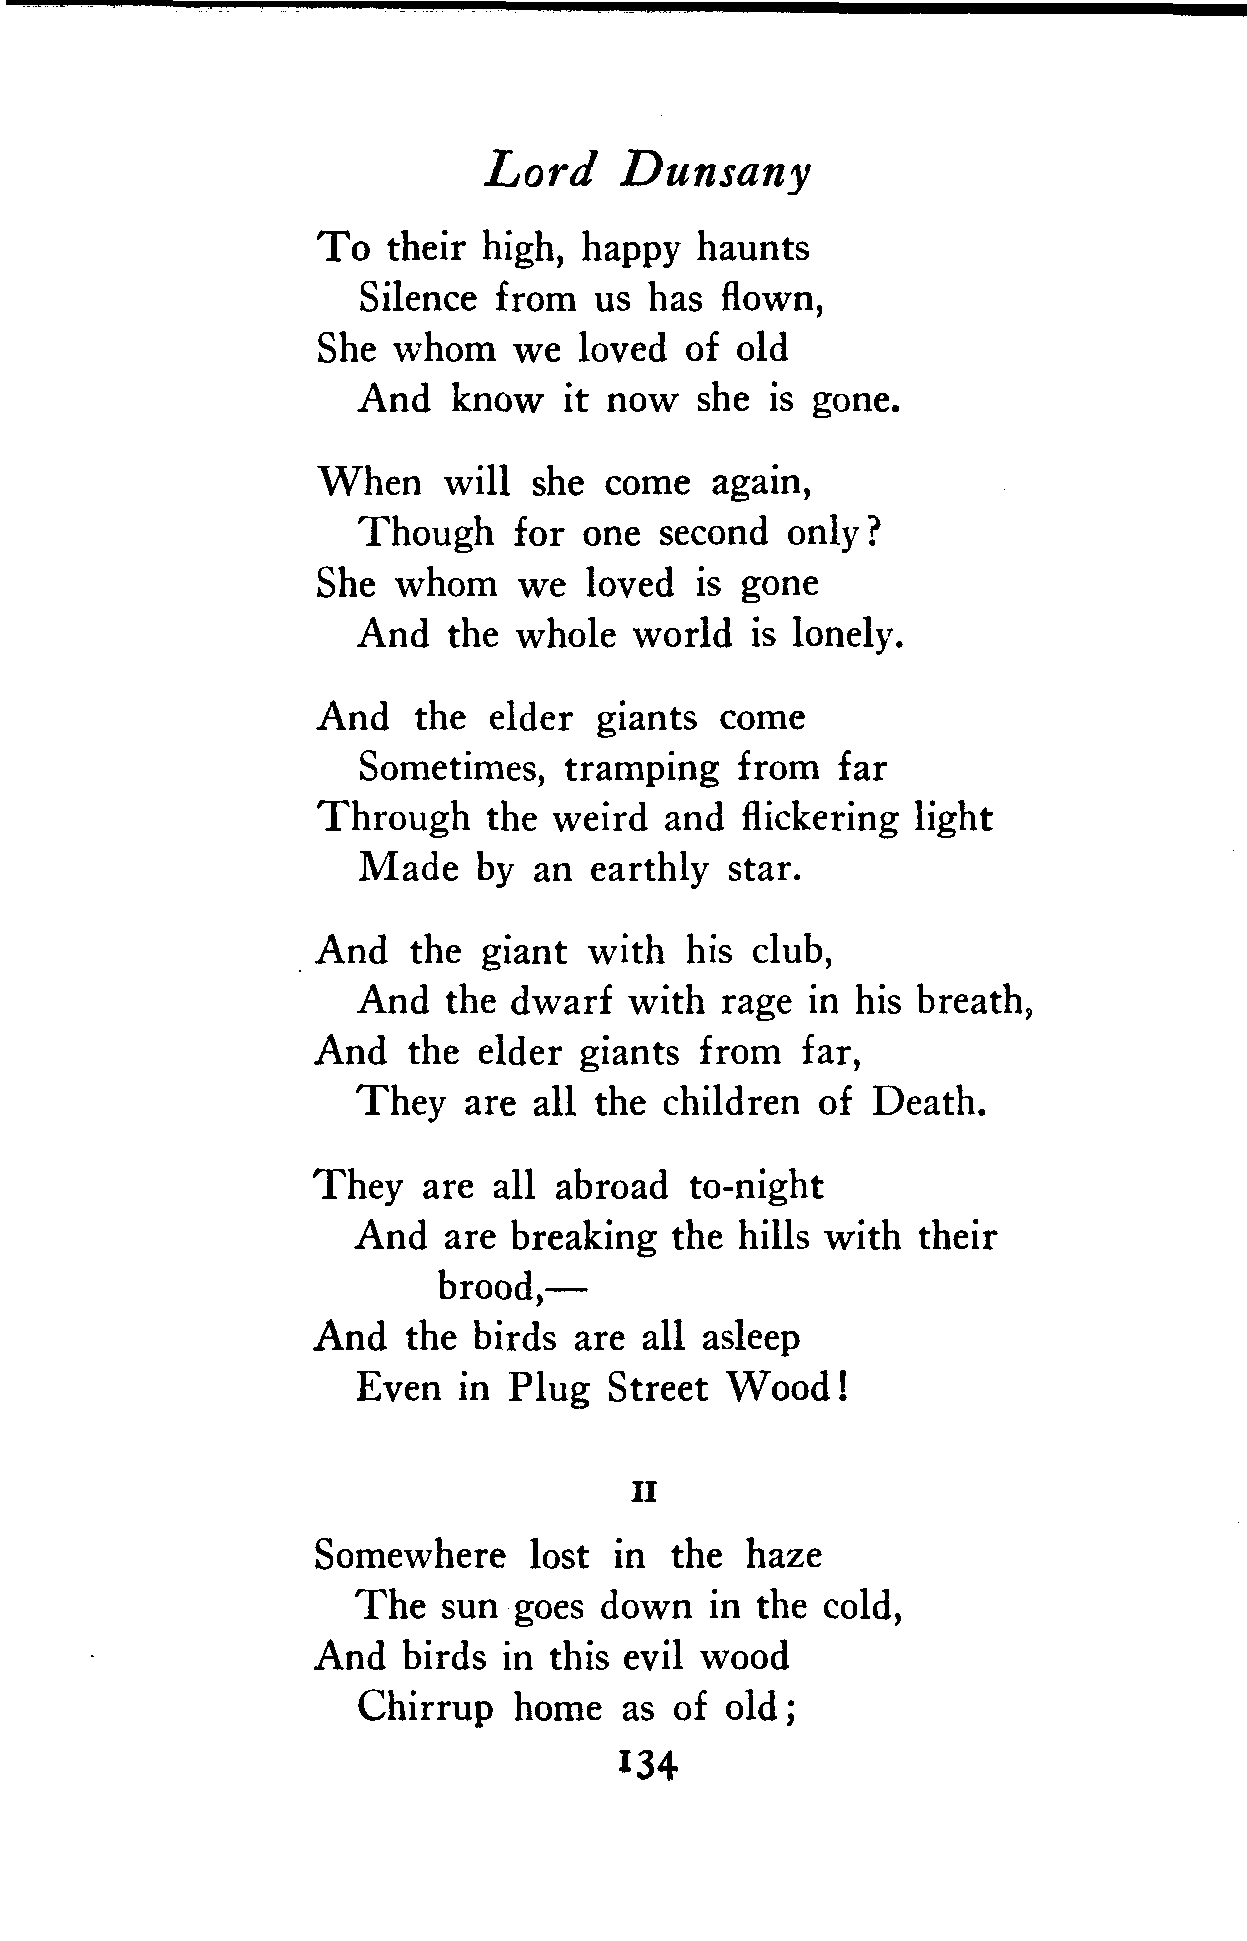 Lord Dunsany
To their high, happy haunts
Silence from us has flown,
She whom we loved of old
And know it now she is gone.
When will she come again,
Though for one second only?
She whom we loved is gone
And the whole world is lonely.
And the elder giants come
Sometimes, tramping from far
Through the weird and flickering light
Made by an earthly star.
And the giant with his club,
And the dwarf with rage in his breath,
And the elder giants from far,
They are all the children of Death.
They are all abroad to-night
And are breaking the hills with their
brood,—
And the birds are all asleep
Even in Plug Street Wood!
II
Somewhere lost in the haze
The sun goes down in the cold,
And birds in this evil wood
Chirrup home as of old;
134